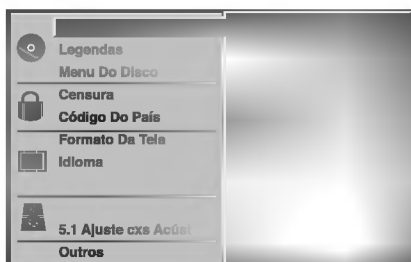 Legendas
Menu Do Disco
Censura
Código Do País
Formato Da Tela
Idioma
5.1 Ajuste cxs Acúst
Outros